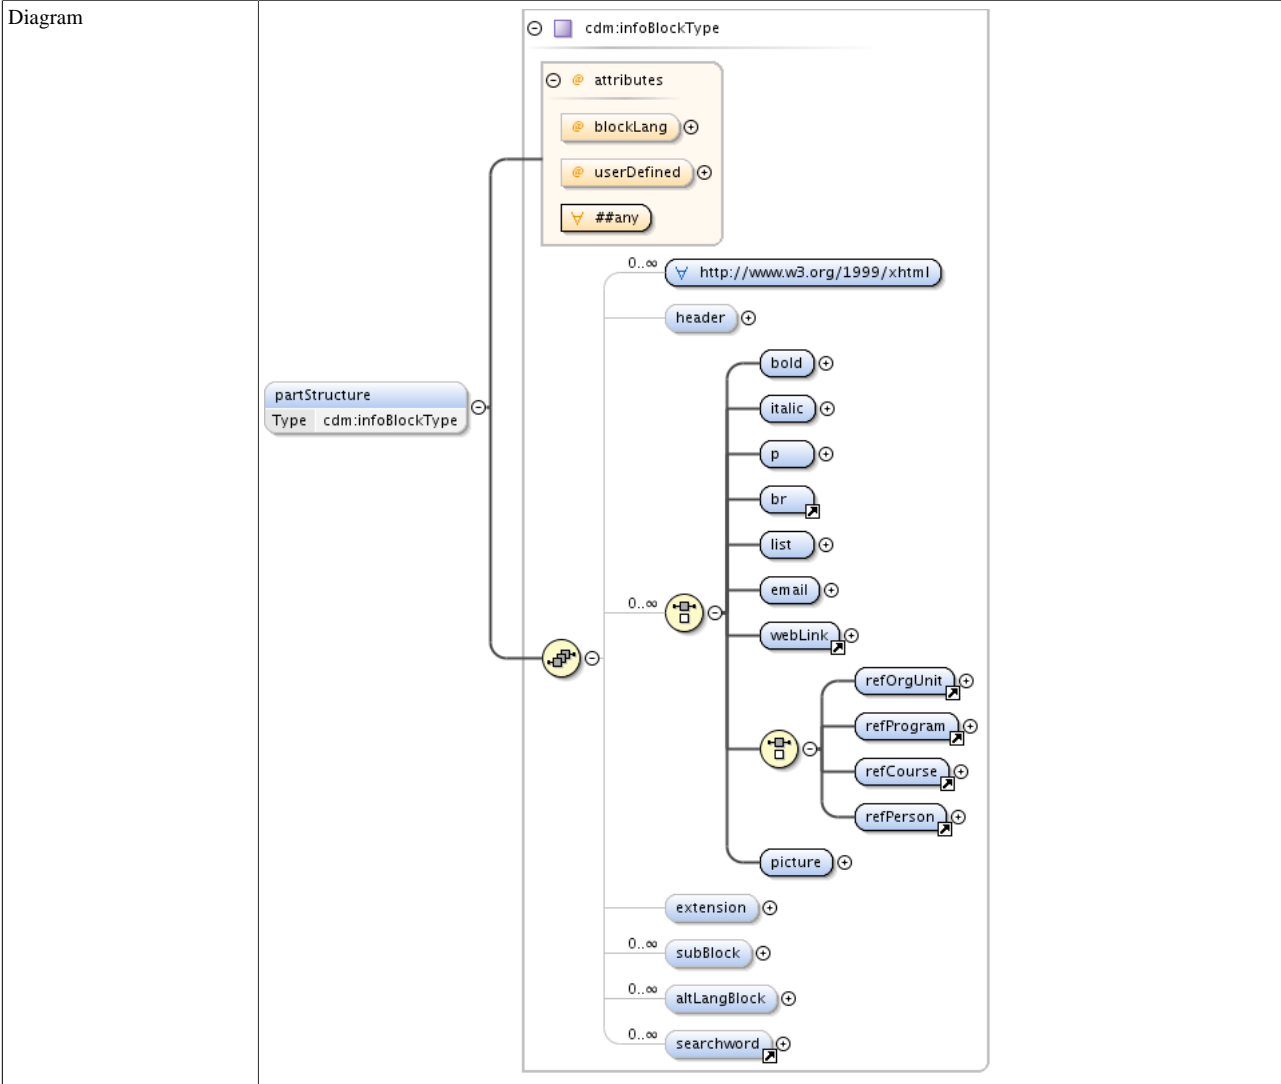 Diagram
cdm:infoBlockType
@ attributes
@ blockLang
@ userDefined
∀ ##any
0..∞
∀ http://www.w3.org/1999/xhtml
header
bold
italic
partStructure
Type cdm:infoBlockType
p
br
list
email
0..∞
webLink
refOrgUnit
refProgram
refCourse
refPerson
picture
extension
0..∞
subBlock
0..∞
altLangBlock
0..∞
searchword